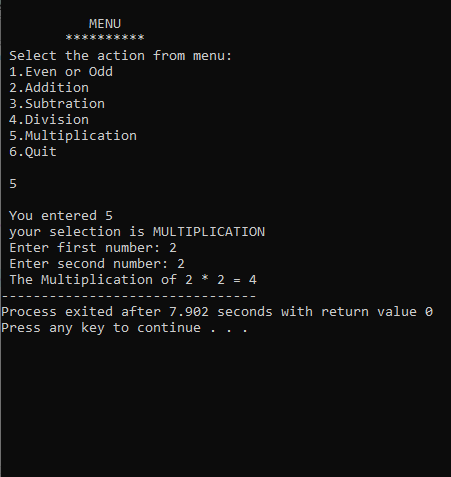 MENU
**********
Select the action from menu:
1.Even or Odd
2.Addition
3.Subtration
4.Division
5.Multiplication
6.Quit
5
You entered 5
your selection is MULTIPLICATION
Enter first number: 2
Enter second number: 2
The Multiplication of 2 * 2 = 4
--------------------------------
Process exited after 7.902 seconds with return value 0
Press any key to continue . . .